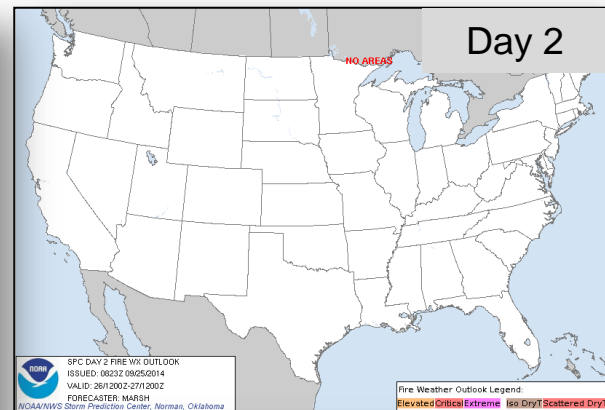 Day 2
NO AREAS
NOAA
SPC DAY 2 FIRE WX OUTLOOK
ISSUED: 0823Z 09/25/2014
VALID: 26/1200Z-27/1200Z
FORECASTER: MARSH
NOAA/NWS Storm Prediction Center, Norman, Oklahoma
Fire Weather Outlook Legend:
Elevated Critical Extreme Iso DryT Scattered DryT